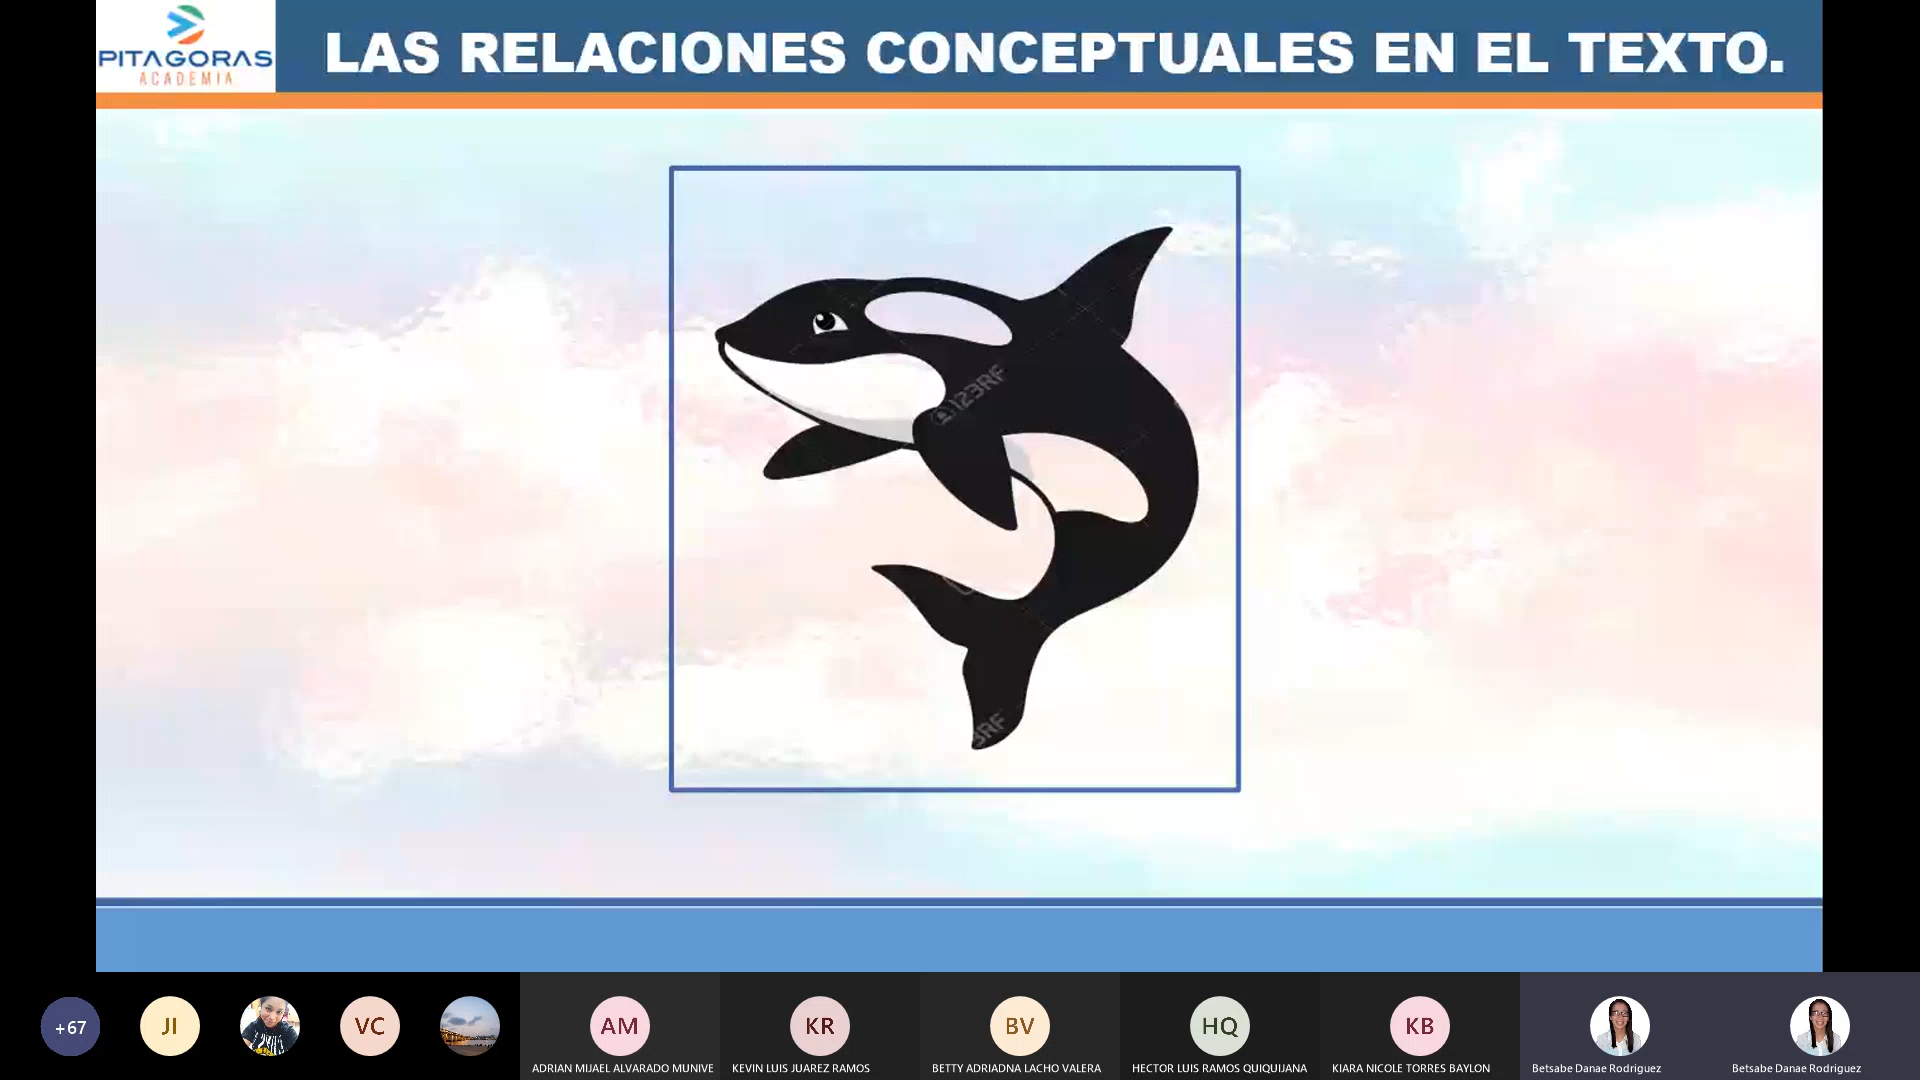 PITAGORAS
ACADEMIA
LAS RELACIONES CONCEPTUALES EN EL TEXTO.
123RF
3RF
+67
JI
VC
AM
KR
BV
HQ
KB
ADRIAN MIJAEL ALVARADO MUNIVE
KEVIN LUIS JUAREZ RAMOS
BETTY ADRIADNA LACHO VALERA
HECTOR LUIS RAMOS QUIQUIJANA
KIARA NICOLE TORRES BAYLON
Betsabe Danae Rodriguez
Betsabe Danae Rodriguez